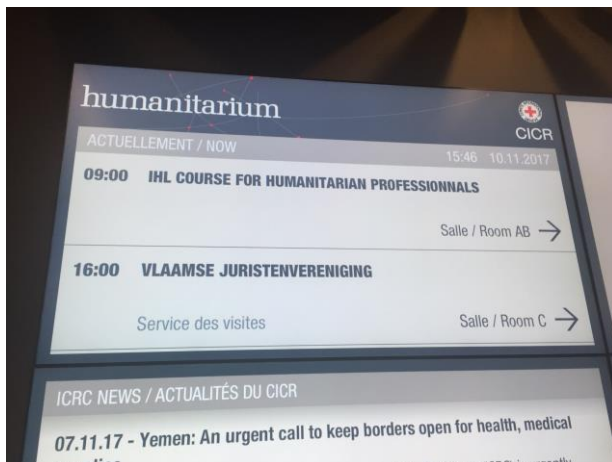 humanitarium
CICR
ACTUELLEMENT / NOW 15:46 10.11.2017
09:00 IHL COURSE FOR HUMANITARIAN PROFESSIONNALS
Salle / Room AB
16:00 VLAAMSE JURISTENVERENIGING
Service des visites Salle / Room C
ICRC NEWS / ACTUALITÉS DU CICR
07.11.17 - Yemen: An urgent call to keep borders open for health, medical